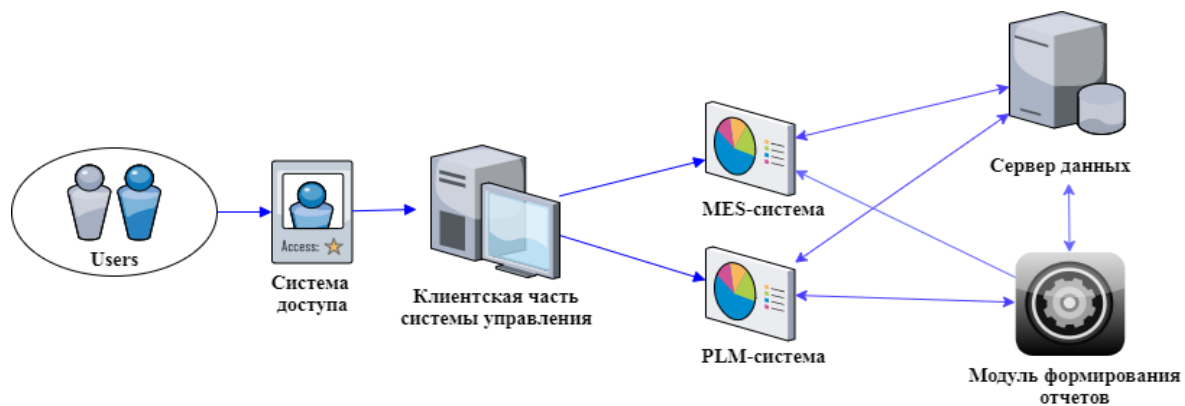 Users
Access:
Система
доступа
Клиентская часть
системы управления
MES-система
PLM-система
Сервер данных
Модуль формирования
отчетов